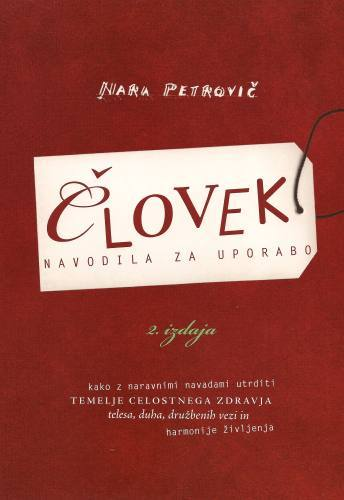 NARA PETROVIČ
ČLOVEK
NAVODILA ZA UPORABO
2. izdaja
kako z naravnimi navadami utrditi
TEMELJE CELOSTNEGA ZDRAVJA
telesa, duha, družbenih vezi in
harmonije življenja